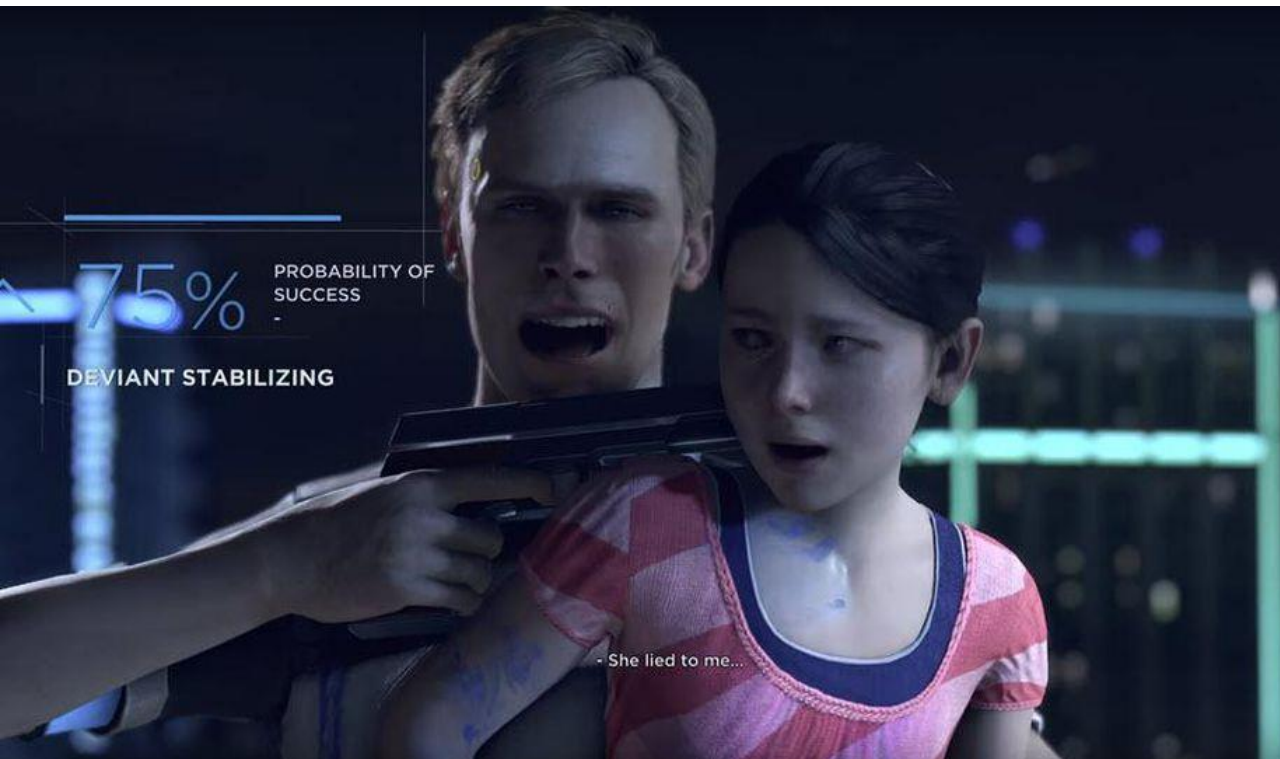 75%
PROBABILITY OF
SUCCESS
-
DEVIANT STABILIZING
- She lied to me...